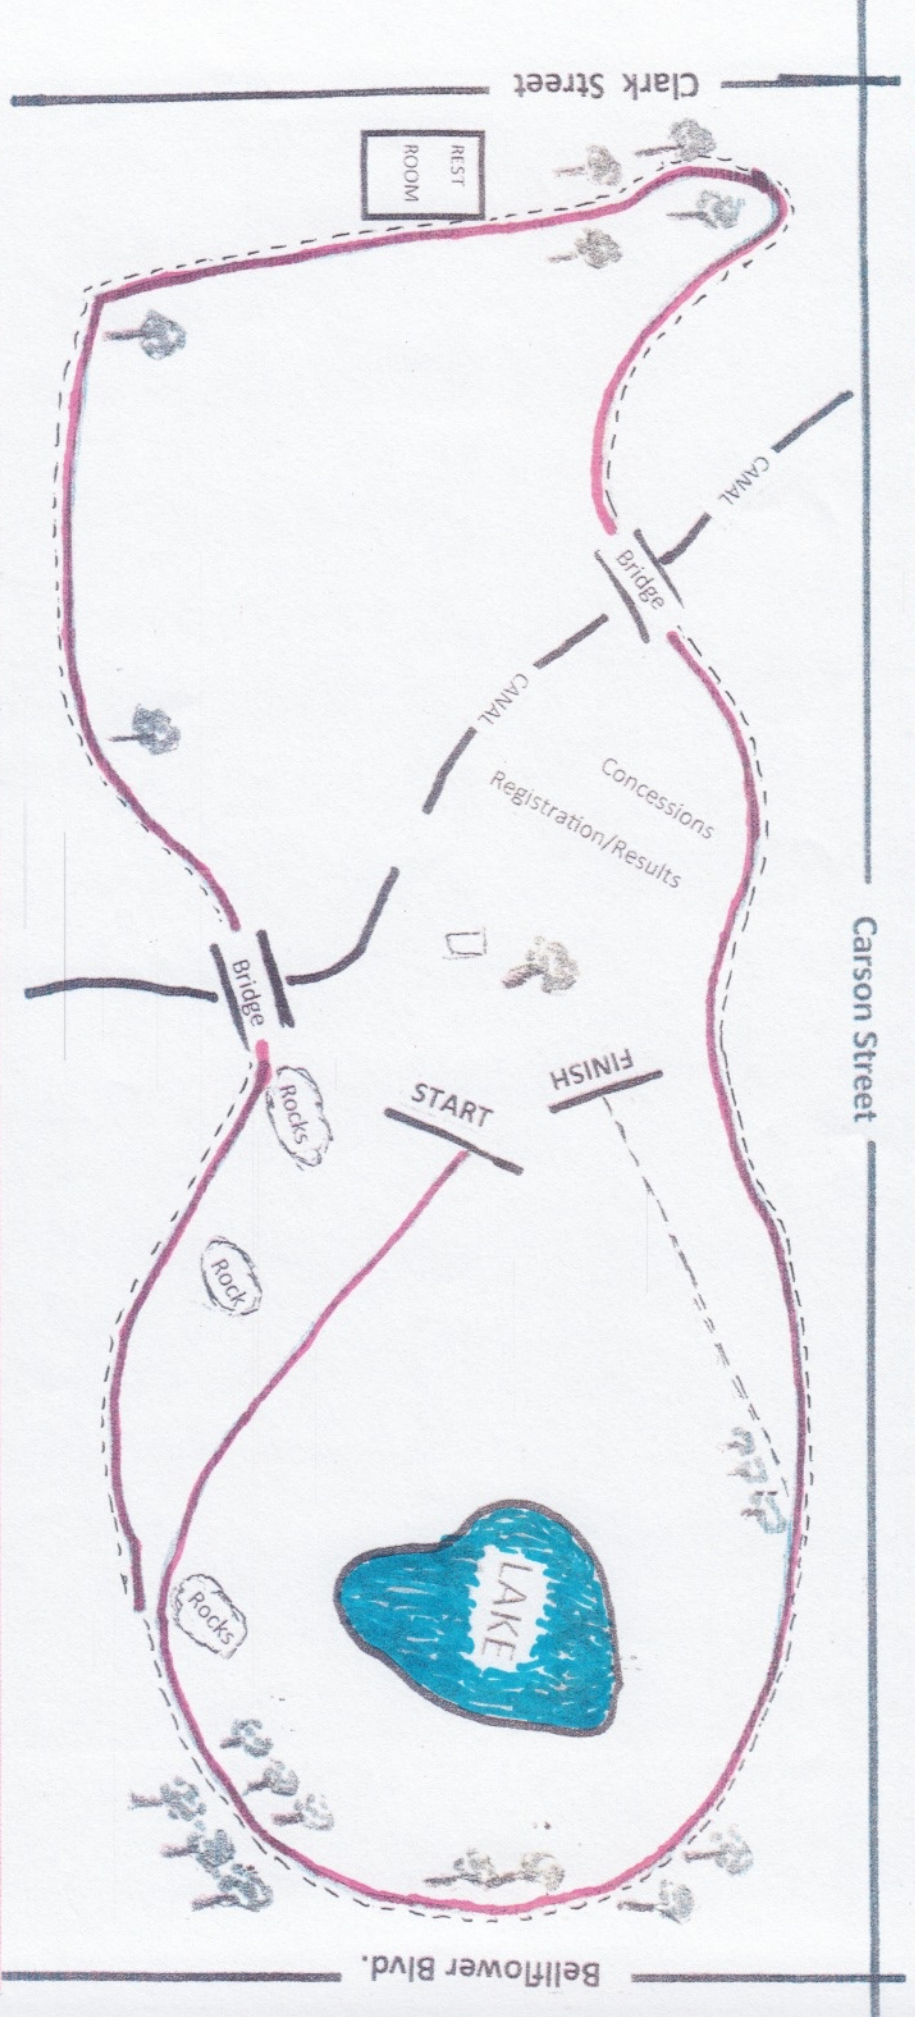 Clark Street
REST
ROOM
CANAL
Bridge
CANAL
Concessions
Registration/Results
Carson Street
Bridge
Rocks
START
FINISH
Rock
LAKE
Rocks
Bellflower Blvd.